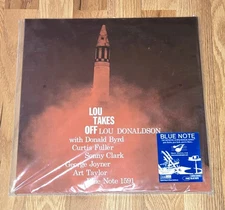 LOU
TAKES
OFF LOU DONALDSON
with Donald Byrd
Curtis Fuller
Sonny Clark
George Joyner
Art Taylor
Blue Note 1591
BLUE NOTE